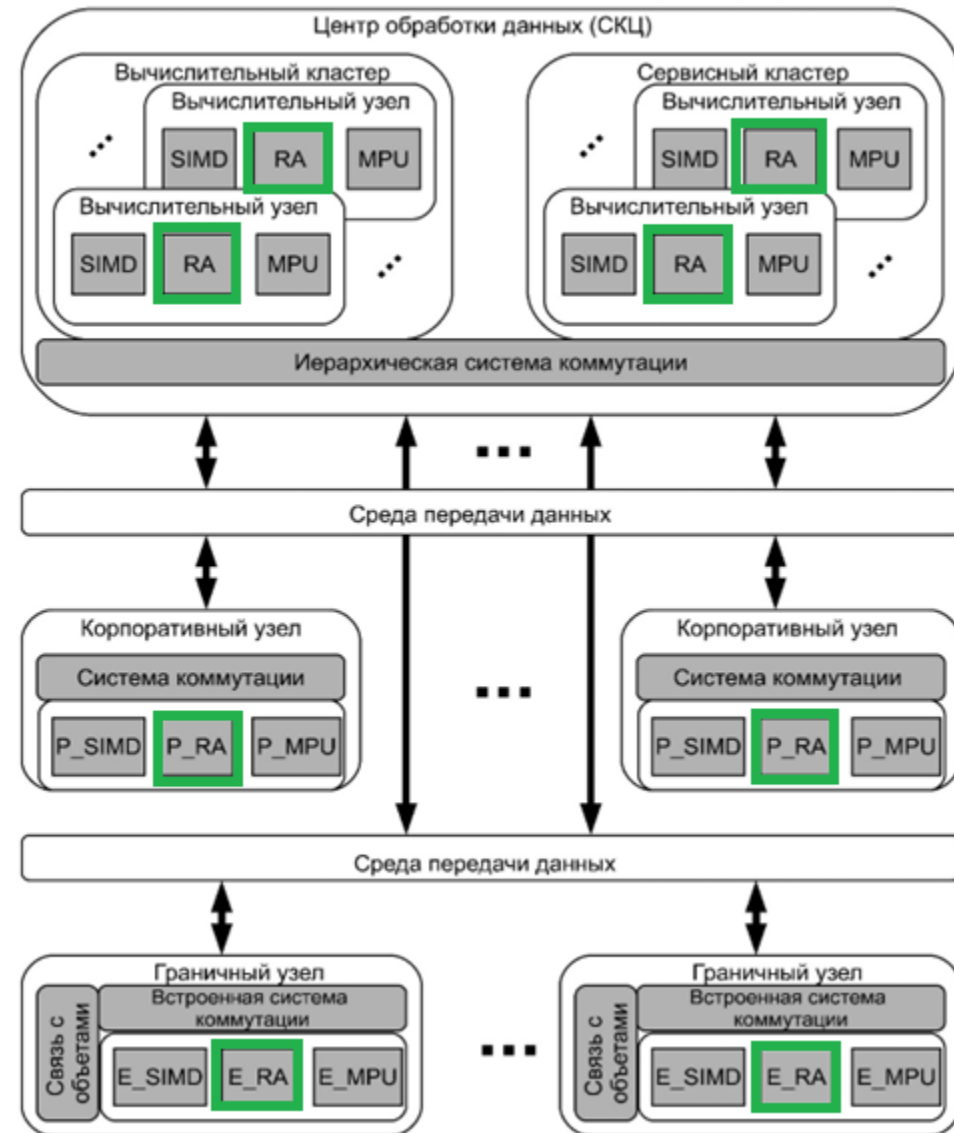 Центр обработки данных (СКЦ)
Вычислительный кластер
Вычислительный узел
SIMD RA MPU
Вычислительный узел
SIMD RA MPU
Сервисный кластер
Вычислительный узел
SIMD RA MPU
Вычислительный узел
SIMD RA MPU
Иерархическая система коммутации
Среда передачи данных
Корпоративный узел
Система коммутации
P_SIMD P_RA P_MPU
Корпоративный узел
Система коммутации
P_SIMD P_RA P_MPU
Среда передачи данных
Граничный узел
Связь с
объетами
Встроенная система
коммутации
E_SIMD E_RA E_MPU
Граничный узел
Связь с
объетами
Встроенная система
коммутации
E_SIMD E_RA E_MPU